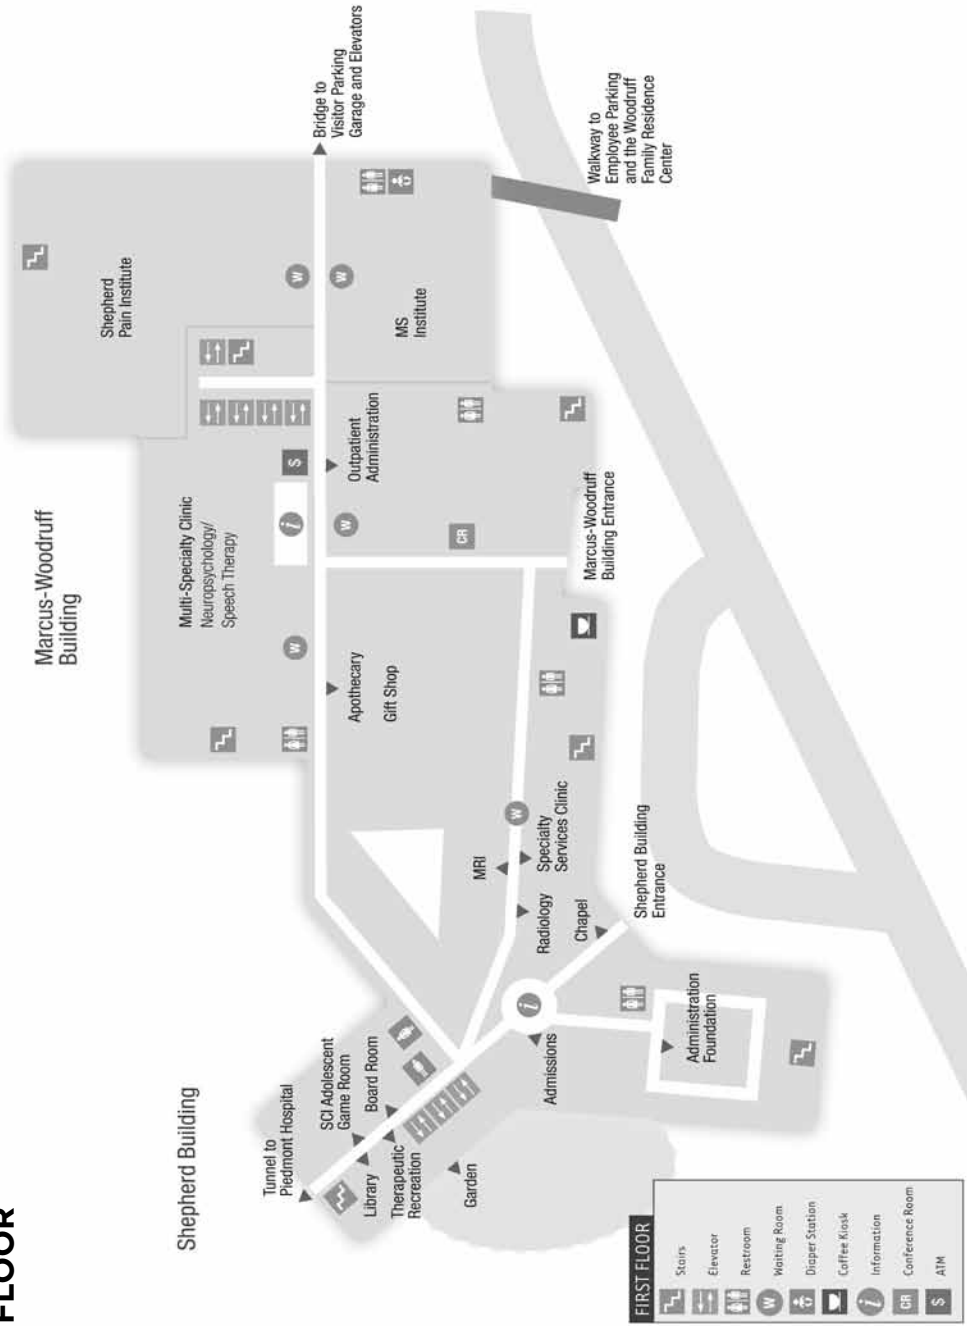 FLOOR
Shepherd Building
Marcus-Woodruff
Building
Tunnel to
Piedmont Hospital
SCI Adolescent
Game Room
Board Room
Library
Therapeutic
Recreation
Garden
Admissions
Administration
Foundation
Chapel
Shepherd Building
Entrance
Radiology
MRI
Specialty
Services Clinic
W
Apothecary
Gift Shop
W
Multi-Specialty Clinic
Neuropsychology/
Speech Therapy
i
$
W
CR
Marcus-Woodruff
Building Entrance
Outpatient
Administration
Shepherd
Pain Institute
W
W
MS
Institute
Bridge to
Visitor Parking
Garage and Elevators
Walkway to
Employee Parking
and the Woodruff
Family Residence
Center
i
FIRST FLOOR
Stairs
Elevator
Restroom
W Waiting Room
Diaper Station
Coffee Kiosk
i Information
CR Conference Room
$ ATM